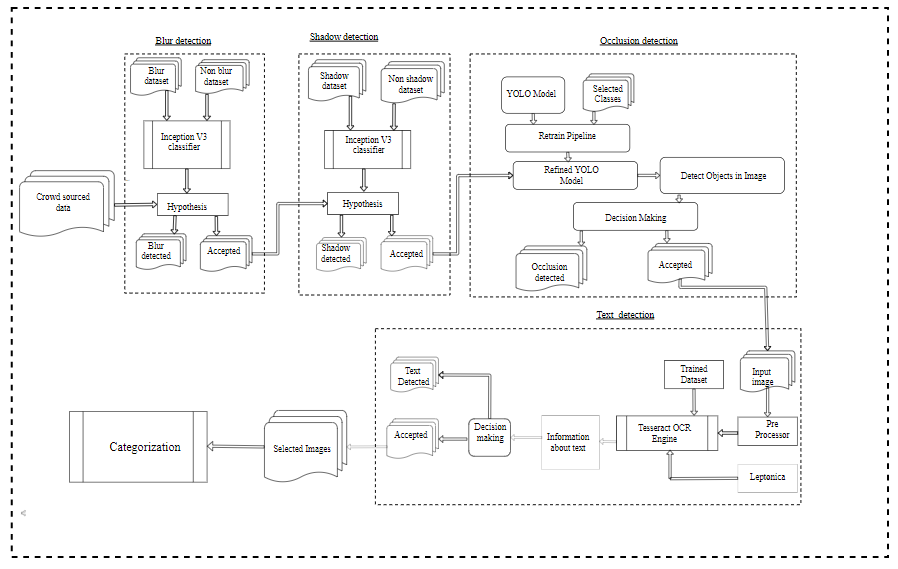 Blur detection
Shadow detection
Occlusion detection
Blur
dataset
Non blur
dataset
Inception V3
classifier
Crowd sourced
data
Hypothesis
Blur
detected
Accepted
Shadow
dataset
Non shadow
dataset
Inception V3
classifier
Hypothesis
Shadow
detected
Accepted
YOLO Model
Selected
Classes
Retrain Pipeline
Refined YOLO
Model
Detect Objects in Image
Decision Making
Occlusion
detected
Accepted
Text detection
Input
image
Trained
Dataset
Pre
Processor
Tesseract OCR
Engine
Leptonica
Information
about text
Decision
making
Text
Detected
Accepted
Selected Images
Categorization